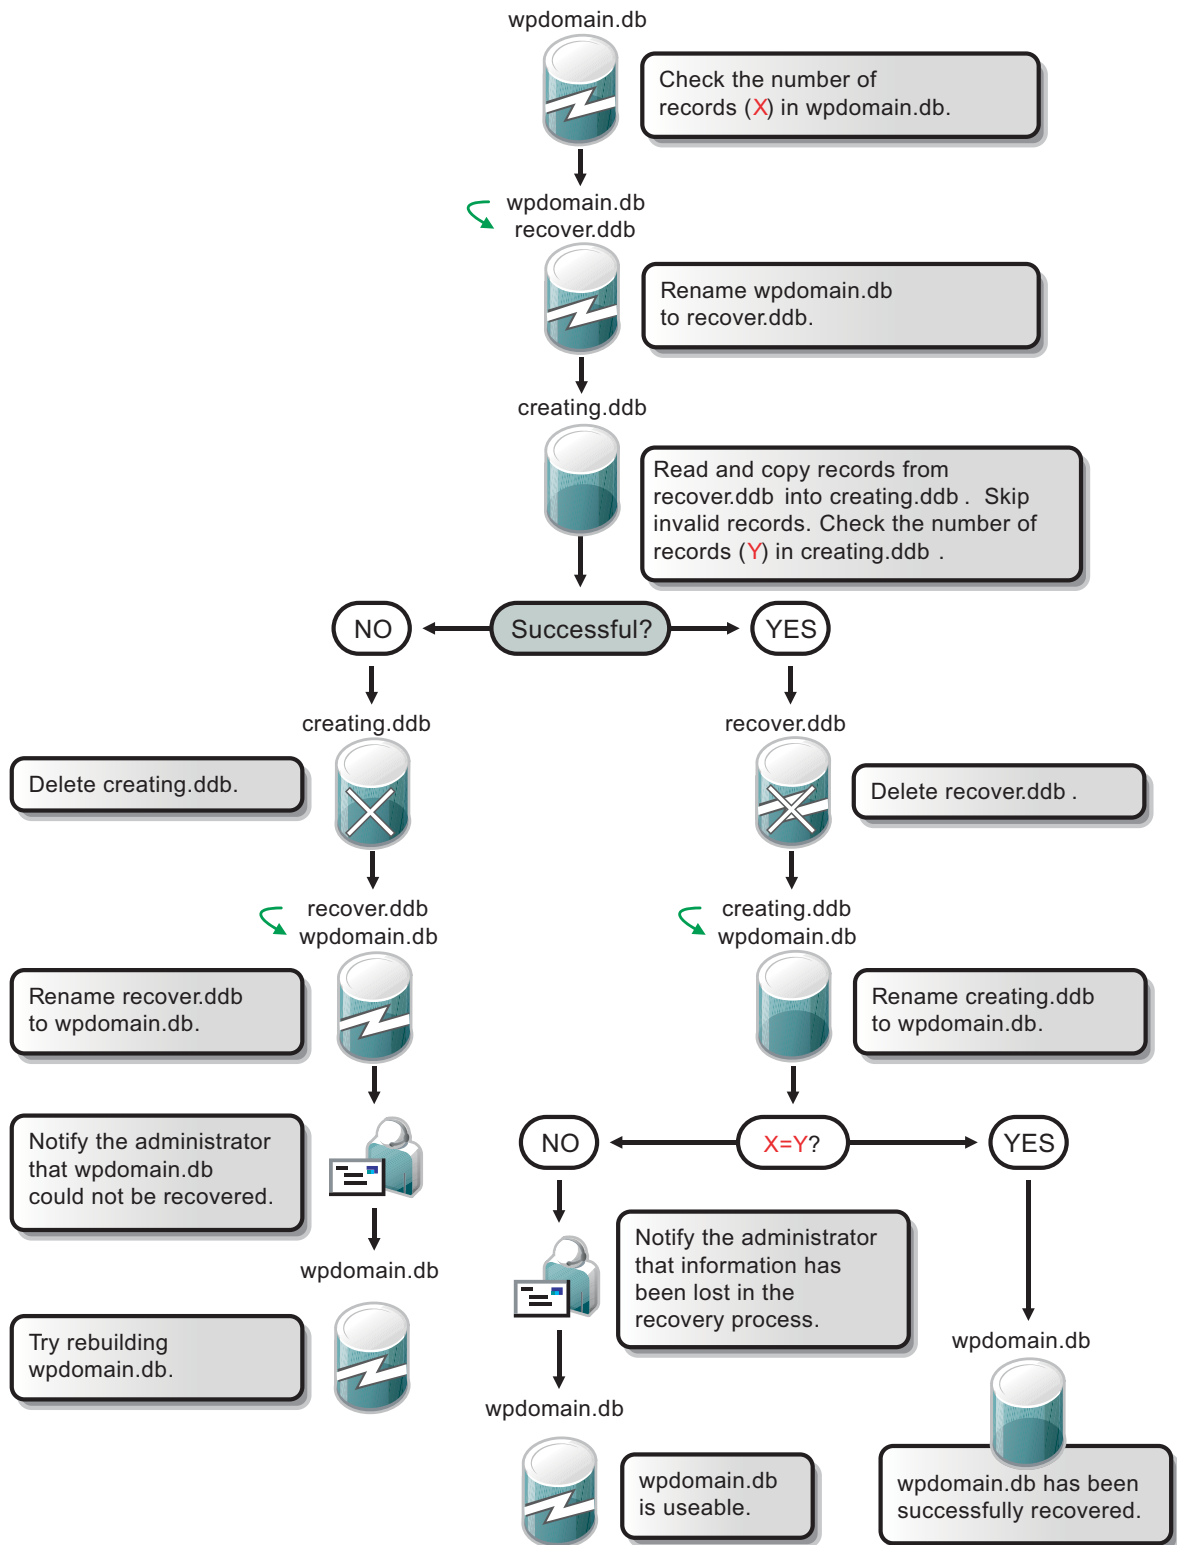 wpdomain.db
Check the number of
records (X) in wpdomain.db.
wpdomain.db
recover.ddb
Rename wpdomain.db
to recover.ddb.
creating.ddb
Read and copy records from
recover.ddb into creating.ddb . Skip
invalid records. Check the number of
records (Y) in creating.ddb .
NO
Successful?
YES
creating.ddb
Delete creating.ddb.
recover.ddb
wpdomain.db
Rename recover.ddb
to wpdomain.db.
Notify the administrator
that wpdomain.db
could not be recovered.
wpdomain.db
Try rebuilding
wpdomain.db.
recover.ddb
Delete recover.ddb .
creating.ddb
wpdomain.db
Rename creating.ddb
to wpdomain.db.
NO
X=Y?
YES
Notify the administrator
that information has
been lost in the
recovery process.
wpdomain.db
wpdomain.db
is useable.
wpdomain.db
wpdomain.db has been
successfully recovered.